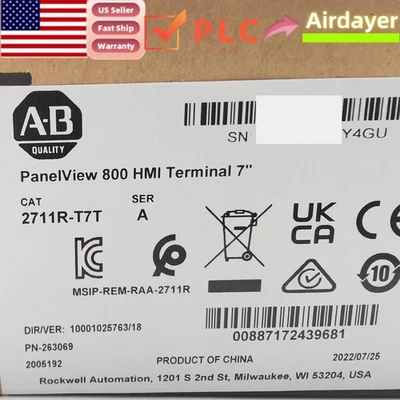 US Seller
Fast Ship
Warranty
PLC
Airdayer
A-B
QUALITY
SN
Y4GU
PanelView 800 HMI Terminal 7"
CAT
SER
2711R-T7T
A
UK
CA
10
MSIP-REM-RAA-2711R
DIR/VER: 10001025763/18
PN-263069
2005192
00887172439681
PRODUCT OF CHINA
2022/07/25
Rockwell Automation, 1201 S 2nd St, Milwaukee, WI 53204, USA